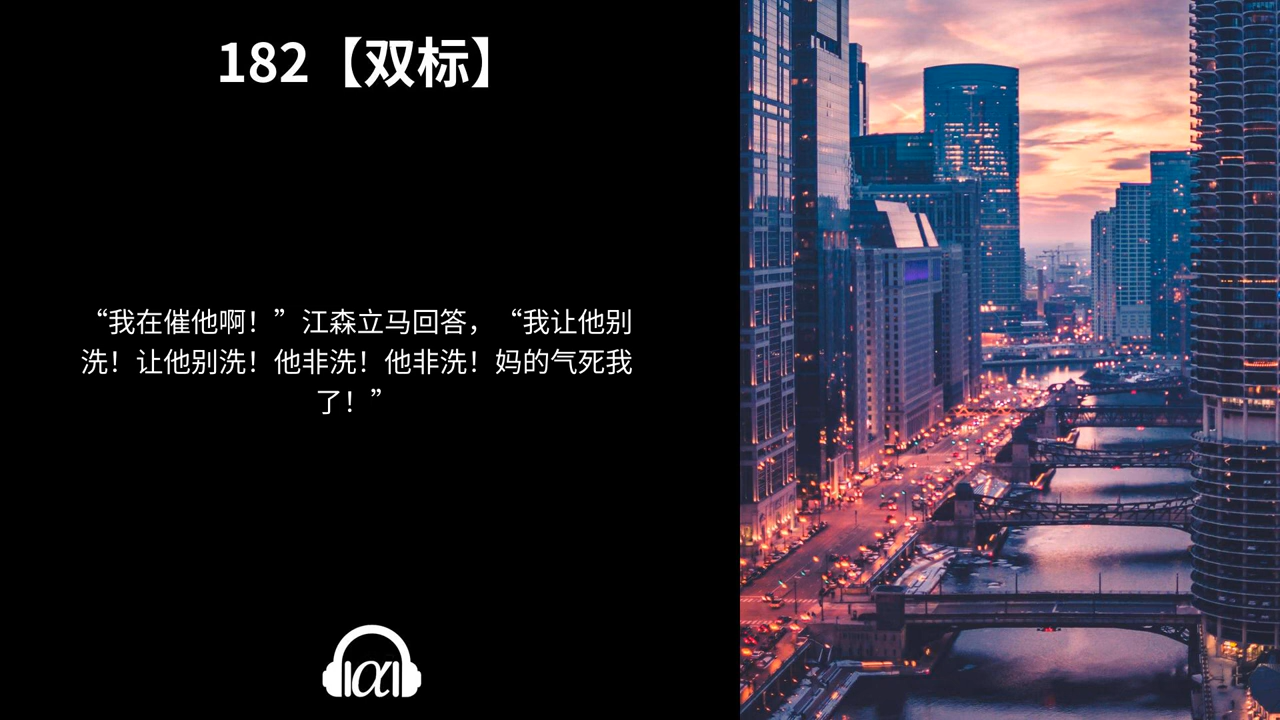 182【双标】
“我在催他啊！”江森立马回答，“我让他别
洗！让他别洗！他非洗！他非洗！妈的气死我
了！”